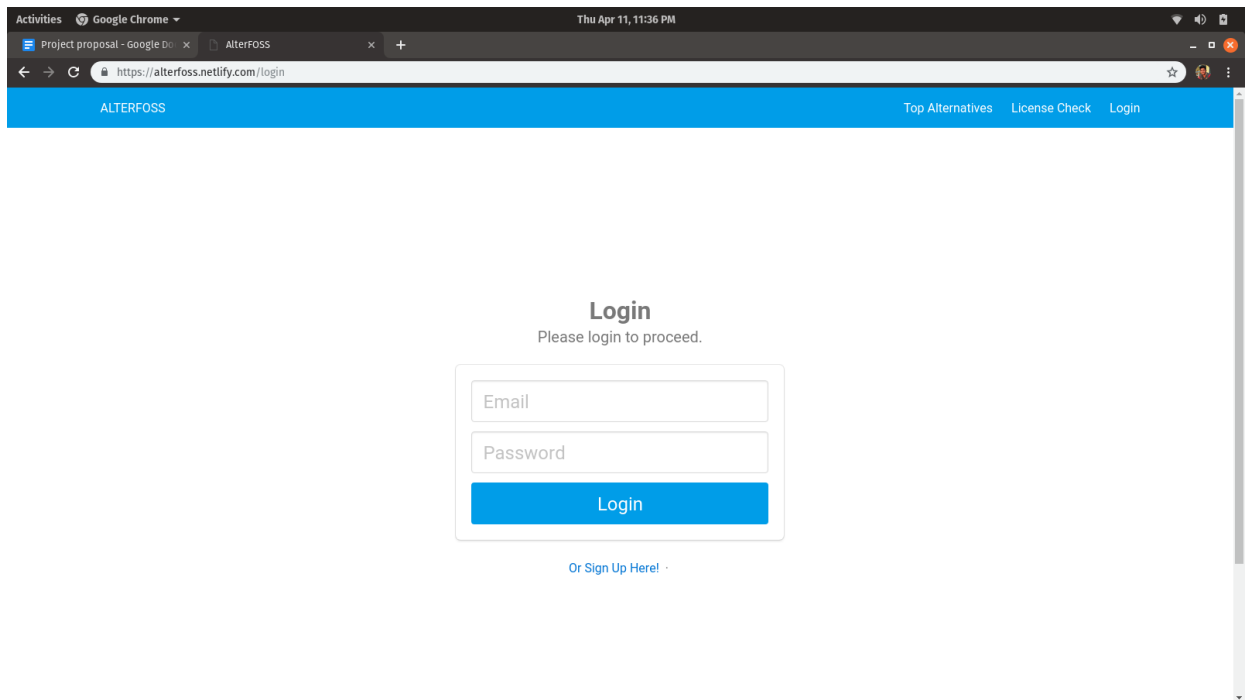 Activities Google Chrome Thu Apr 11, 11:36 PM
Project proposal - Google Do AlterFOSS
https://alterfoss.netlify.com/login
ALTERFOSS Top Alternatives License Check Login
Login
Please login to proceed.
Email
Password
Login
Or Sign Up Here! ·